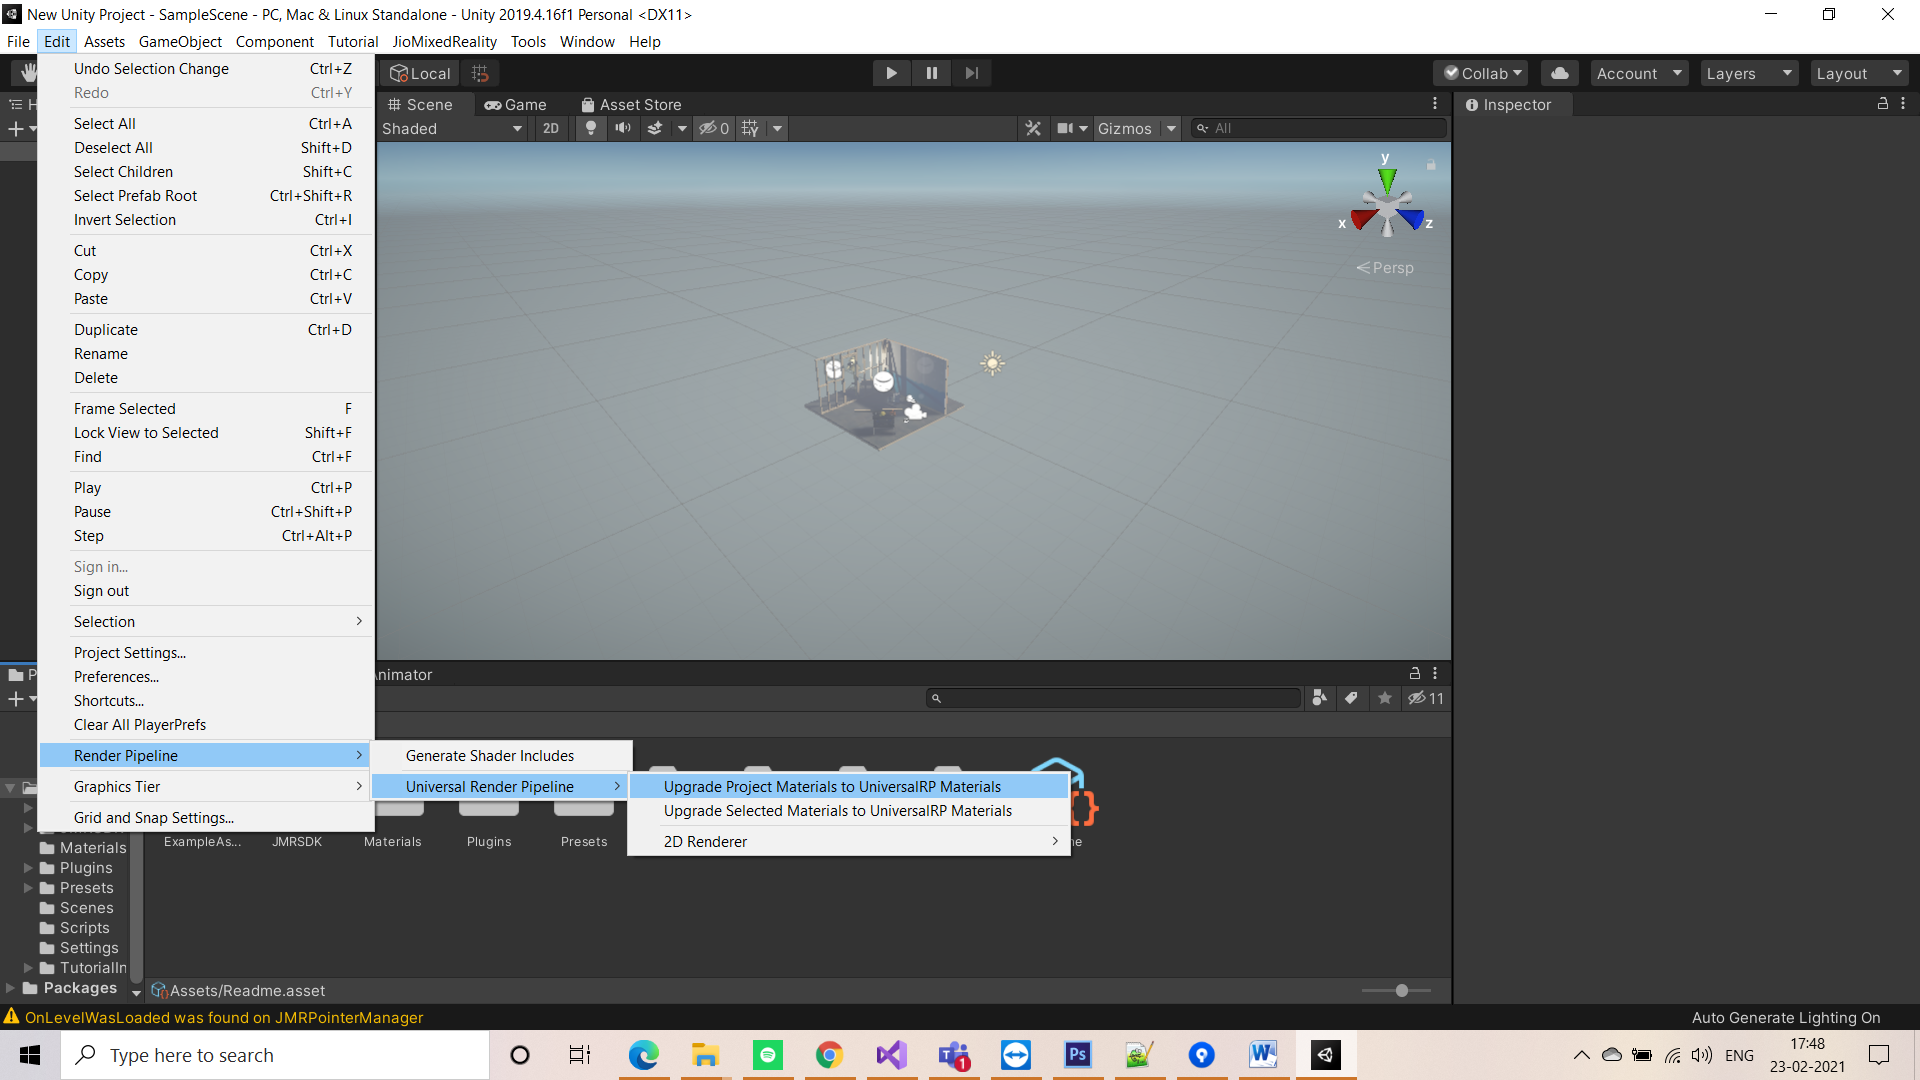 New Unity Project - SampleScene - PC, Mac & Linux Standalone - Unity 2019.4.16f1 Personal <DX11>
File Edit Assets GameObject Component Tutorial JioMixedReality Tools Window Help
Local
Collab
Account
Layers
Layout
Scene
Game
Asset Store
Inspector
Shaded
2D
0
Gizmos
All
y
x
z
Persp
Undo Selection Change Ctrl+Z
Redo Ctrl+Y
Select All Ctrl+A
Deselect All Shift+D
Select Children Shift+C
Select Prefab Root Ctrl+Shift+R
Invert Selection Ctrl+I
Cut Ctrl+X
Copy Ctrl+C
Paste Ctrl+V
Duplicate Ctrl+D
Rename
Delete
Frame Selected F
Lock View to Selected Shift+F
Find Ctrl+F
Play Ctrl+P
Pause Ctrl+Shift+P
Step Ctrl+Alt+P
Sign in...
Sign out
Selection
Project Settings...
Preferences...
Shortcuts...
Clear All PlayerPrefs
Render Pipeline
Graphics Tier
Grid and Snap Settings...
Generate Shader Includes
Universal Render Pipeline
Upgrade Project Materials to UniversalRP Materials
Upgrade Selected Materials to UniversalRP Materials
2D Renderer
Animator
11
ExampleAs...
JMRSDK
Materials
Plugins
Presets
Materials
Plugins
Presets
Scenes
Scripts
Settings
TutorialIn
Packages
Assets/Readme.asset
OnLevelWasLoaded was found on JMRPointerManager
Auto Generate Lighting On
Type here to search
1
Ps
ENG
17:48
23-02-2021